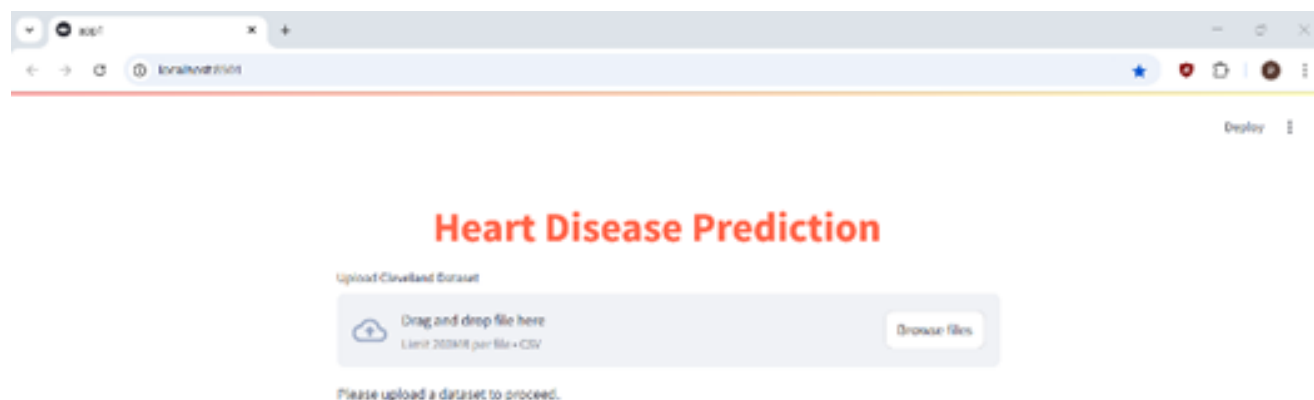 app1
localhost:8501
Deploy
Heart Disease Prediction
Upload Cleveland Dataset
Drag and drop file here
Limit 200MB per file • CSV
Browse files
Please upload a dataset to proceed.